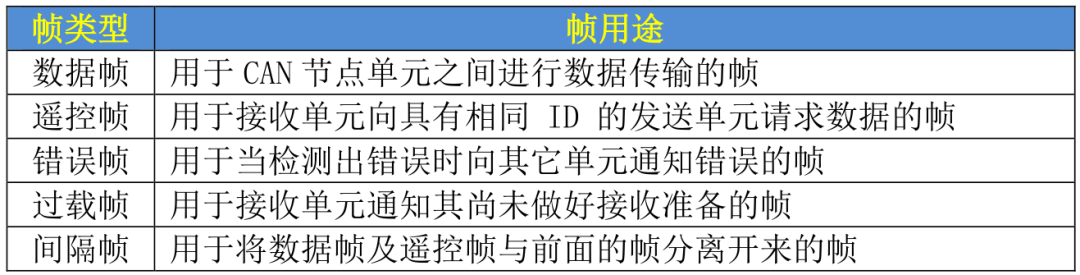 帧类型 帧用途
数据帧 用于 CAN 节点单元之间进行数据传输的帧
遥控帧 用于接收单元向具有相同 ID 的发送单元请求数据的帧
错误帧 用于当检测出错误时向其它单元通知错误的帧
过载帧 用于接收单元通知其尚未做好接收准备的帧
间隔帧 用于将数据帧及遥控帧与前面的帧分离开来的帧